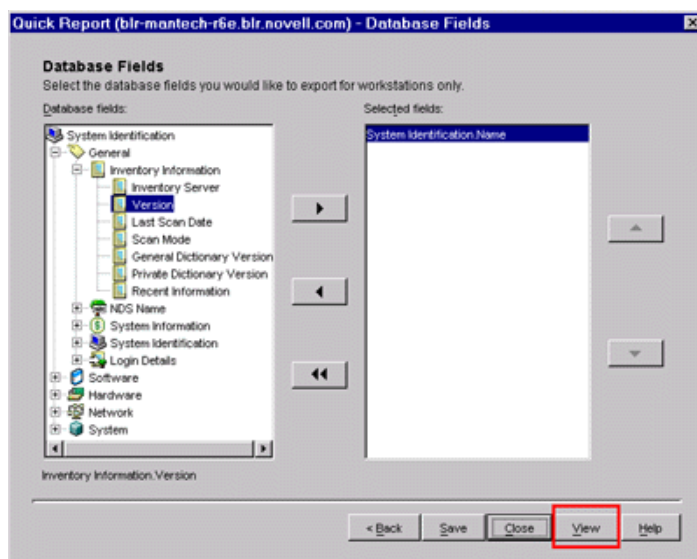 Quick Report (blr-mantech-r6e.blr.novell.com) - Database Fields
Database Fields
Select the database fields you would like to export for workstations only.
Database fields:
System Identification
General
Inventory Information
Inventory Server
Version
Last Scan Date
Scan Mode
General Dictionary Version
Private Dictionary Version
Recent Information
NDS Name
System Information
System Identification
Login Details
Software
Hardware
Network
System
Inventory Information.Version
Selected fields:
System Identification.Name
< Back
Save
Close
View
Help